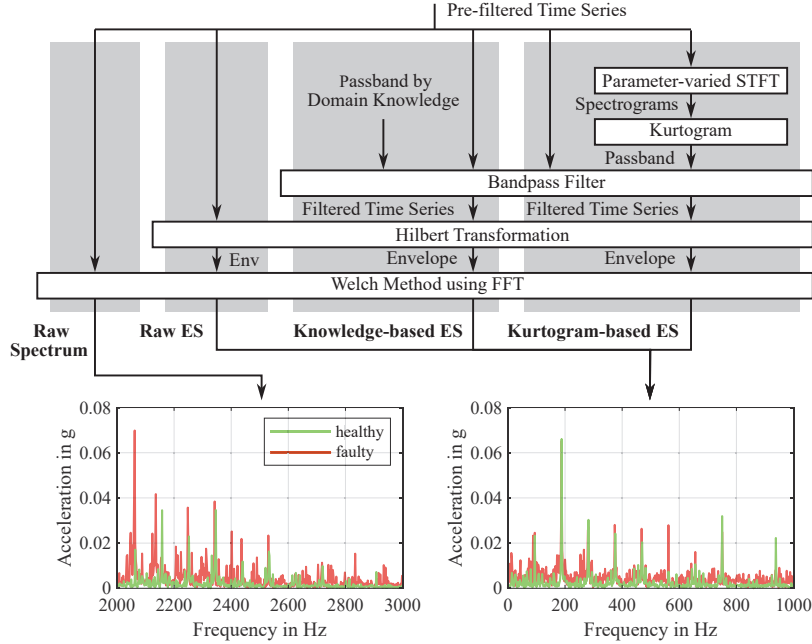 Pre-filtered Time Series
Passband by
Domain Knowledge
Parameter-varied STFT
Spectrograms
Kurtogram
Passband
Bandpass Filter
Filtered Time Series
Filtered Time Series
Hilbert Transformation
Env
Envelope
Envelope
Welch Method using FFT
Raw
Spectrum
Raw ES
Knowledge-based ES
Kurtogram-based ES
0.08
0.06
0.04
0.02
0
Acceleration in g
healthy
faulty
2000 2200 2400 2600 2800 3000
Frequency in Hz
0.08
0.06
0.04
0.02
0
Acceleration in g
0 200 400 600 800 1000
Frequency in Hz